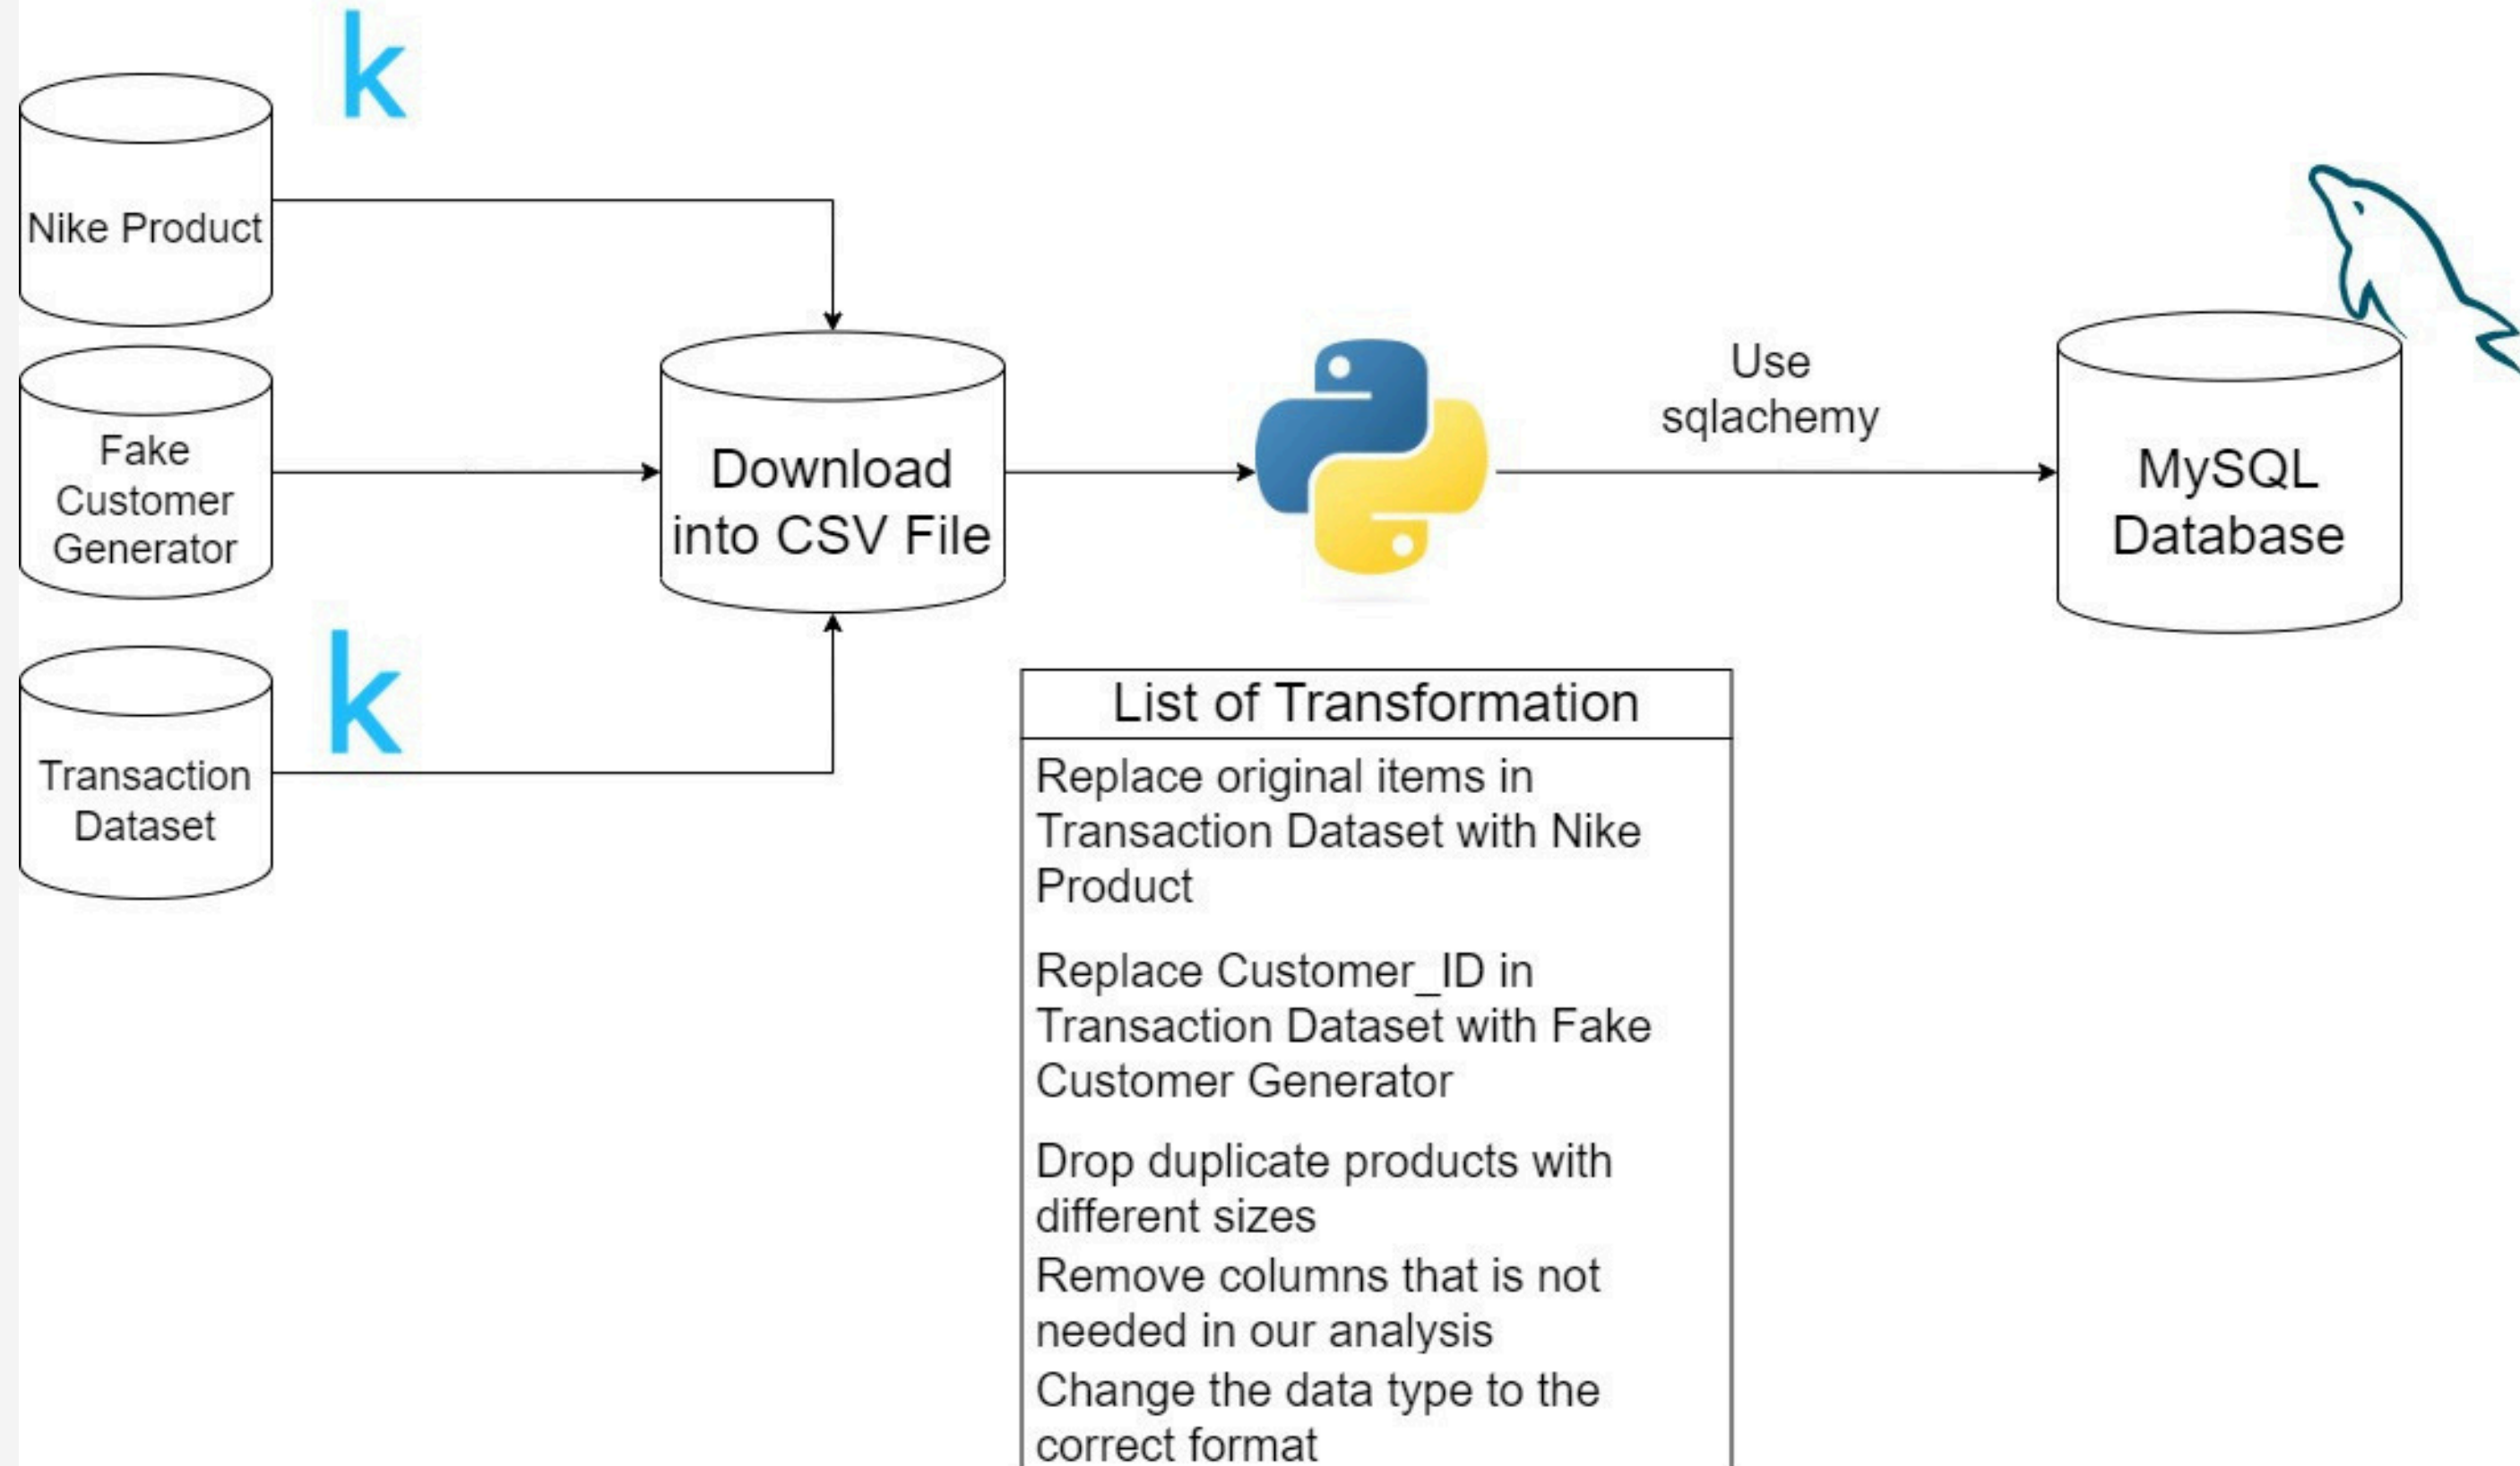 k
Nike Product
Fake
Customer
Generator
k
Transaction
Dataset
Download
into CSV File
Use
sqlachemy
MySQL
Database
List of Transformation
Replace original items in
Transaction Dataset with Nike
Product
Replace Customer_ID in
Transaction Dataset with Fake
Customer Generator
Drop duplicate products with
different sizes
Remove columns that is not
needed in our analysis
Change the data type to the
correct format